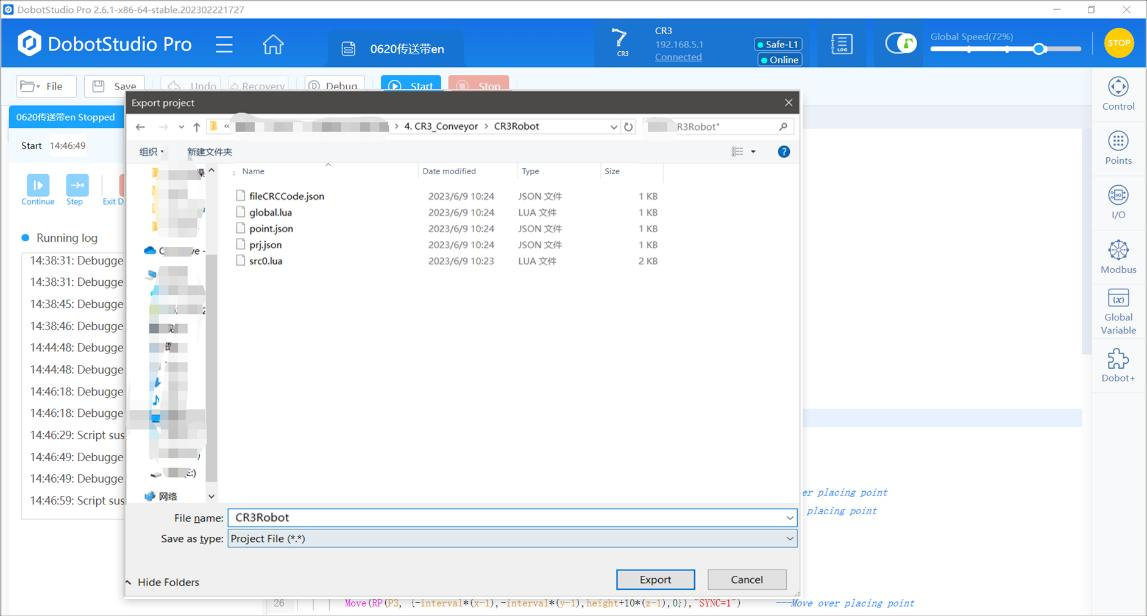 DobotStudio Pro 2.6.1-x86-64-stable.202302221727
DobotStudio Pro
0620传送带en
CR3
CR3
192.168.5.1
Connected
Safe-L1
Online
LOG
Global Speed(72%)
STOP
File
Save
Undo
Recovery
Debug
Start
Stop
0620传送带en Stopped
Start 14:46:49
Continue
Step
Exit D
Running log
14:38:31: Debugge
14:38:31: Debugge
14:38:45: Debugge
14:38:46: Debugge
14:44:48: Debugge
14:44:48: Debugge
14:46:18: Debugge
14:46:18: Debugge
14:46:29: Script sus
14:46:49: Debugge
14:46:49: Debugge
14:46:59: Script sus
Export project
« > 4. CR3_Conveyor > CR3Robot
R3Robot"
组织
新建文件夹
Name Date modified Type Size
fileCRCCode.json 2023/6/9 10:24 JSON 文件 1 KB
global.lua 2023/6/9 10:24 LUA 文件 1 KB
point.json 2023/6/9 10:24 JSON 文件 1 KB
prj.json 2023/6/9 10:24 JSON 文件 1 KB
src0.lua 2023/6/9 10:23 LUA 文件 2 KB
网络
File name: CR3Robot
Save as type: Project File (*.*)
Hide Folders
Export
Cancel
er placing point
placing point
26 Move(RP(P3, {-interval*(x-1),-interval*(y-1),height+10*(z-1),0}),"SYNC=1") ---Move over placing point
Control
Points
I/O
Modbus
(x)
Global
Variable
Dobot+